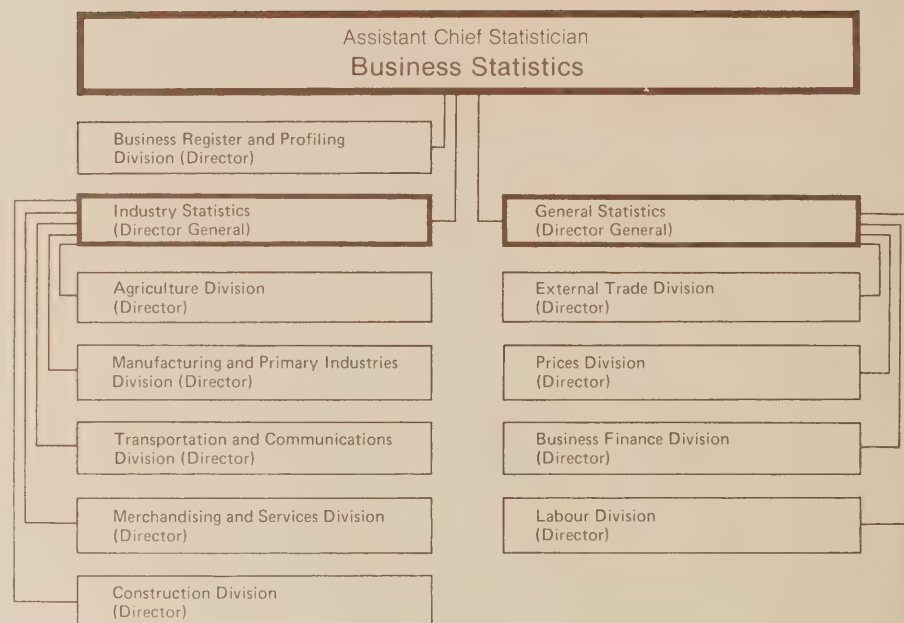 Assistant Chief Statistician
Business Statistics
Business Register and Profiling
Division (Director)
Industry Statistics
(Director General)
Agriculture Division
(Director)
Manufacturing and Primary Industries
Division (Director)
Transportation and Communications
Division (Director)
Merchandising and Services Division
(Director)
Construction Division
(Director)
General Statistics
(Director General)
External Trade Division
(Director)
Prices Division
(Director)
Business Finance Division
(Director)
Labour Division
(Director)